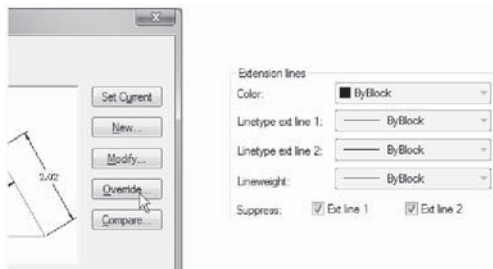 Set Current
New...
Modify...
2.02
Override...
Compare...
Extension lines
Color: ByBlock
Linetype ext line 1: ByBlock
Linetype ext line 2: ByBlock
Lineweight: ByBlock
Suppress: Ext line 1 Ext line 2